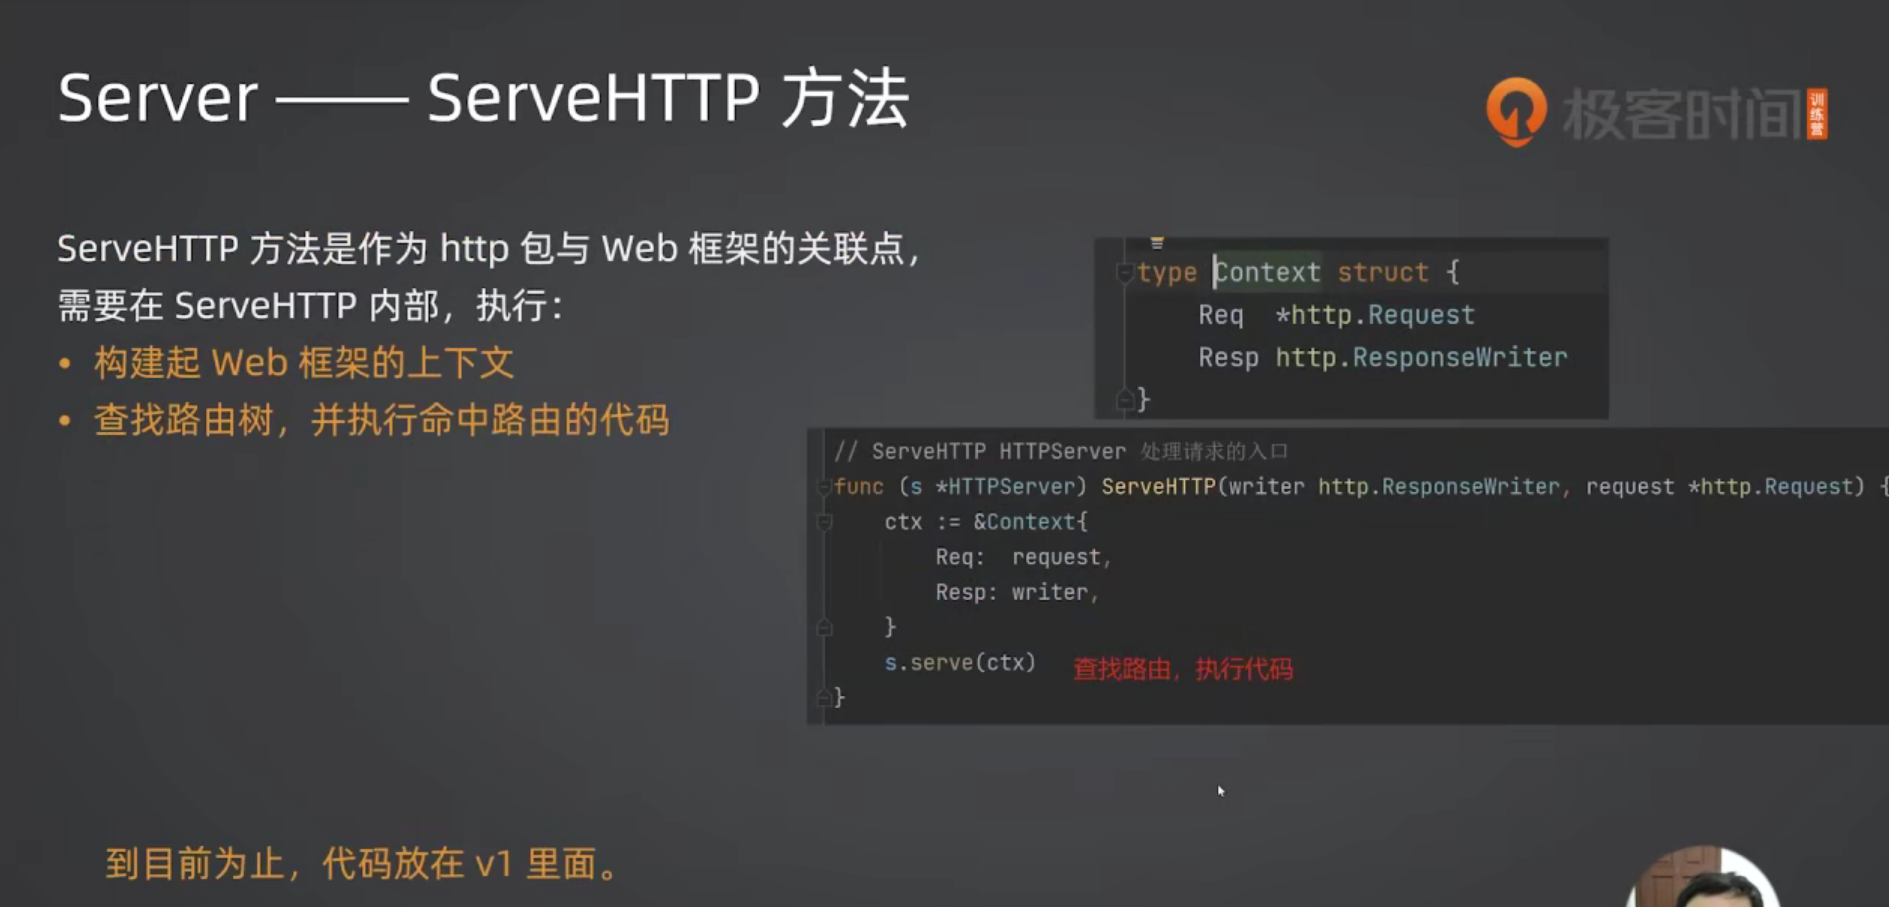 Server —— ServeHTTP 方法
极客时间
训练营
ServeHTTP 方法是作为 http 包与 Web 框架的关联点，
需要在 ServeHTTP 内部，执行：
• 构建起 Web 框架的上下文
• 查找路由树，并执行命中路由的代码
type Context struct {
Req *http.Request
Resp http.ResponseWriter
}
// ServeHTTP HTTPServer 处理请求的入口
func (s *HTTPServer) ServeHTTP(writer http.ResponseWriter, request *http.Request) {
ctx := &Context{
Req: request,
Resp: writer,
}
s.serve(ctx) 查找路由，执行代码
}
到目前为止，代码放在 v1 里面。